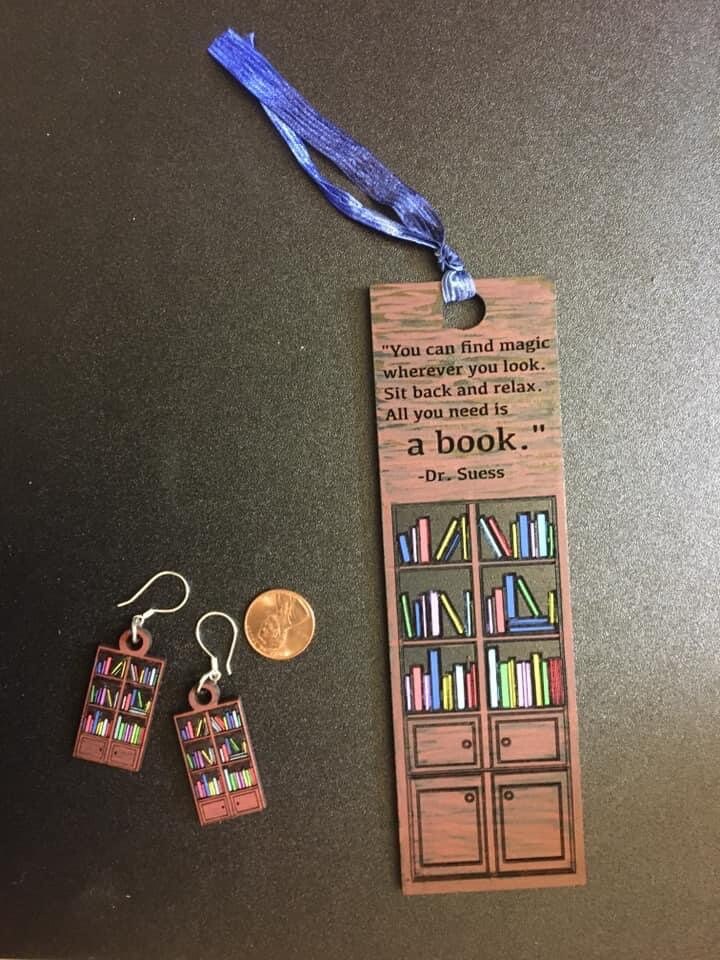 "You can find magic
wherever you look.
Sit back and relax.
All you need is
a book."
-Dr. Suess